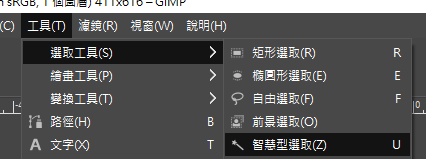 n sRGB, 1 個圖層) 411x616 – GIMP
(C) 工具(T) 濾鏡(R) 視窗(W) 說明(H)
選取工具(S) > 矩形選取(R) R
繪畫工具(P) > 橢圓形選取(E) E
變換工具(T) > 自由選取(F) F
路徑(H) B 前景選取(O)
文字(X) T 智慧型選取(Z) U